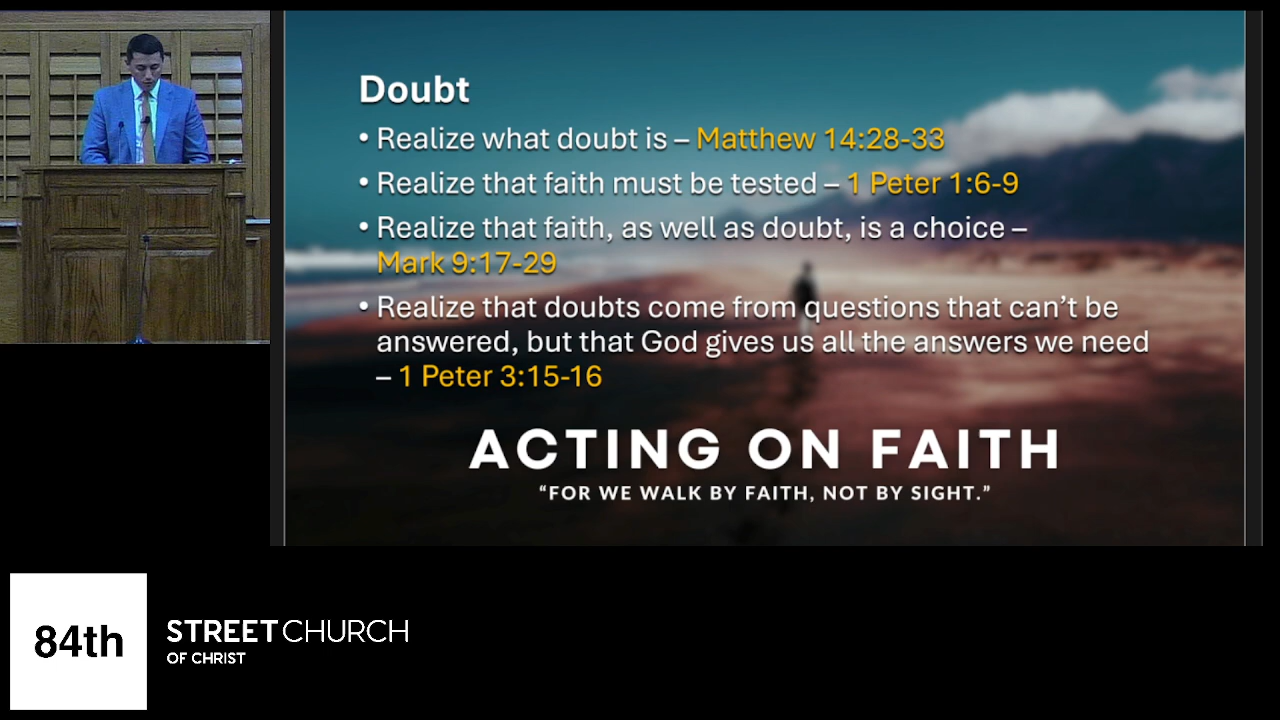 Doubt
• Realize what doubt is – Matthew 14:28-33
• Realize that faith must be tested – 1 Peter 1:6-9
• Realize that faith, as well as doubt, is a choice –
Mark 9:17-29
• Realize that doubts come from questions that can’t be
answered, but that God gives us all the answers we need
– 1 Peter 3:15-16
ACTING ON FAITH
“FOR WE WALK BY FAITH, NOT BY SIGHT.”
84th
STREET CHURCH
OF CHRIST